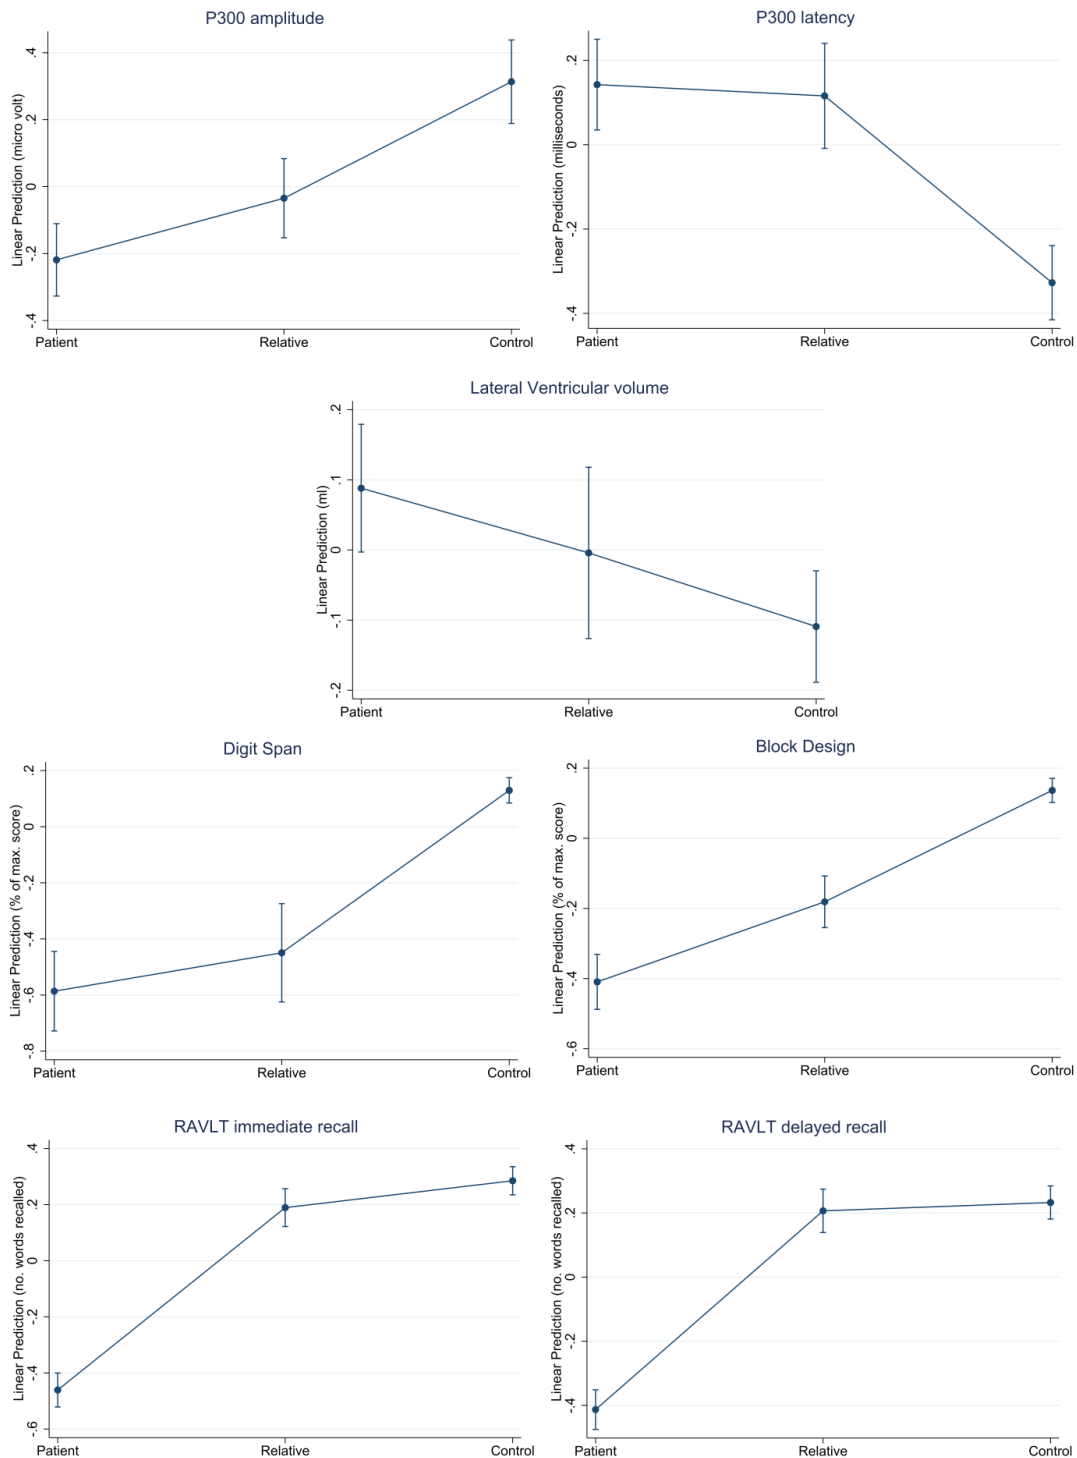 P300 amplitude
Linear Prediction (micro volt)
.4
.2
0
-.2
-.4
Patient Relative Control
P300 latency
Linear Prediction (milliseconds)
.2
0
-.2
-.4
Patient Relative Control
Lateral Ventricular volume
Linear Prediction (ml)
.2
.1
0
-.1
-.2
Patient Relative Control
Digit Span
Linear Prediction (% of max. score)
.2
0
-.2
-.4
-.6
-.8
Patient Relative Control
Block Design
Linear Prediction (% of max. score)
.2
0
-.2
-.4
-.6
Patient Relative Control
RAVLT immediate recall
Linear Prediction (no. words recalled)
.4
.2
0
-.2
-.4
-.6
Patient Relative Control
RAVLT delayed recall
Linear Prediction (no. words recalled)
.4
.2
0
-.2
-.4
Patient Relative Control